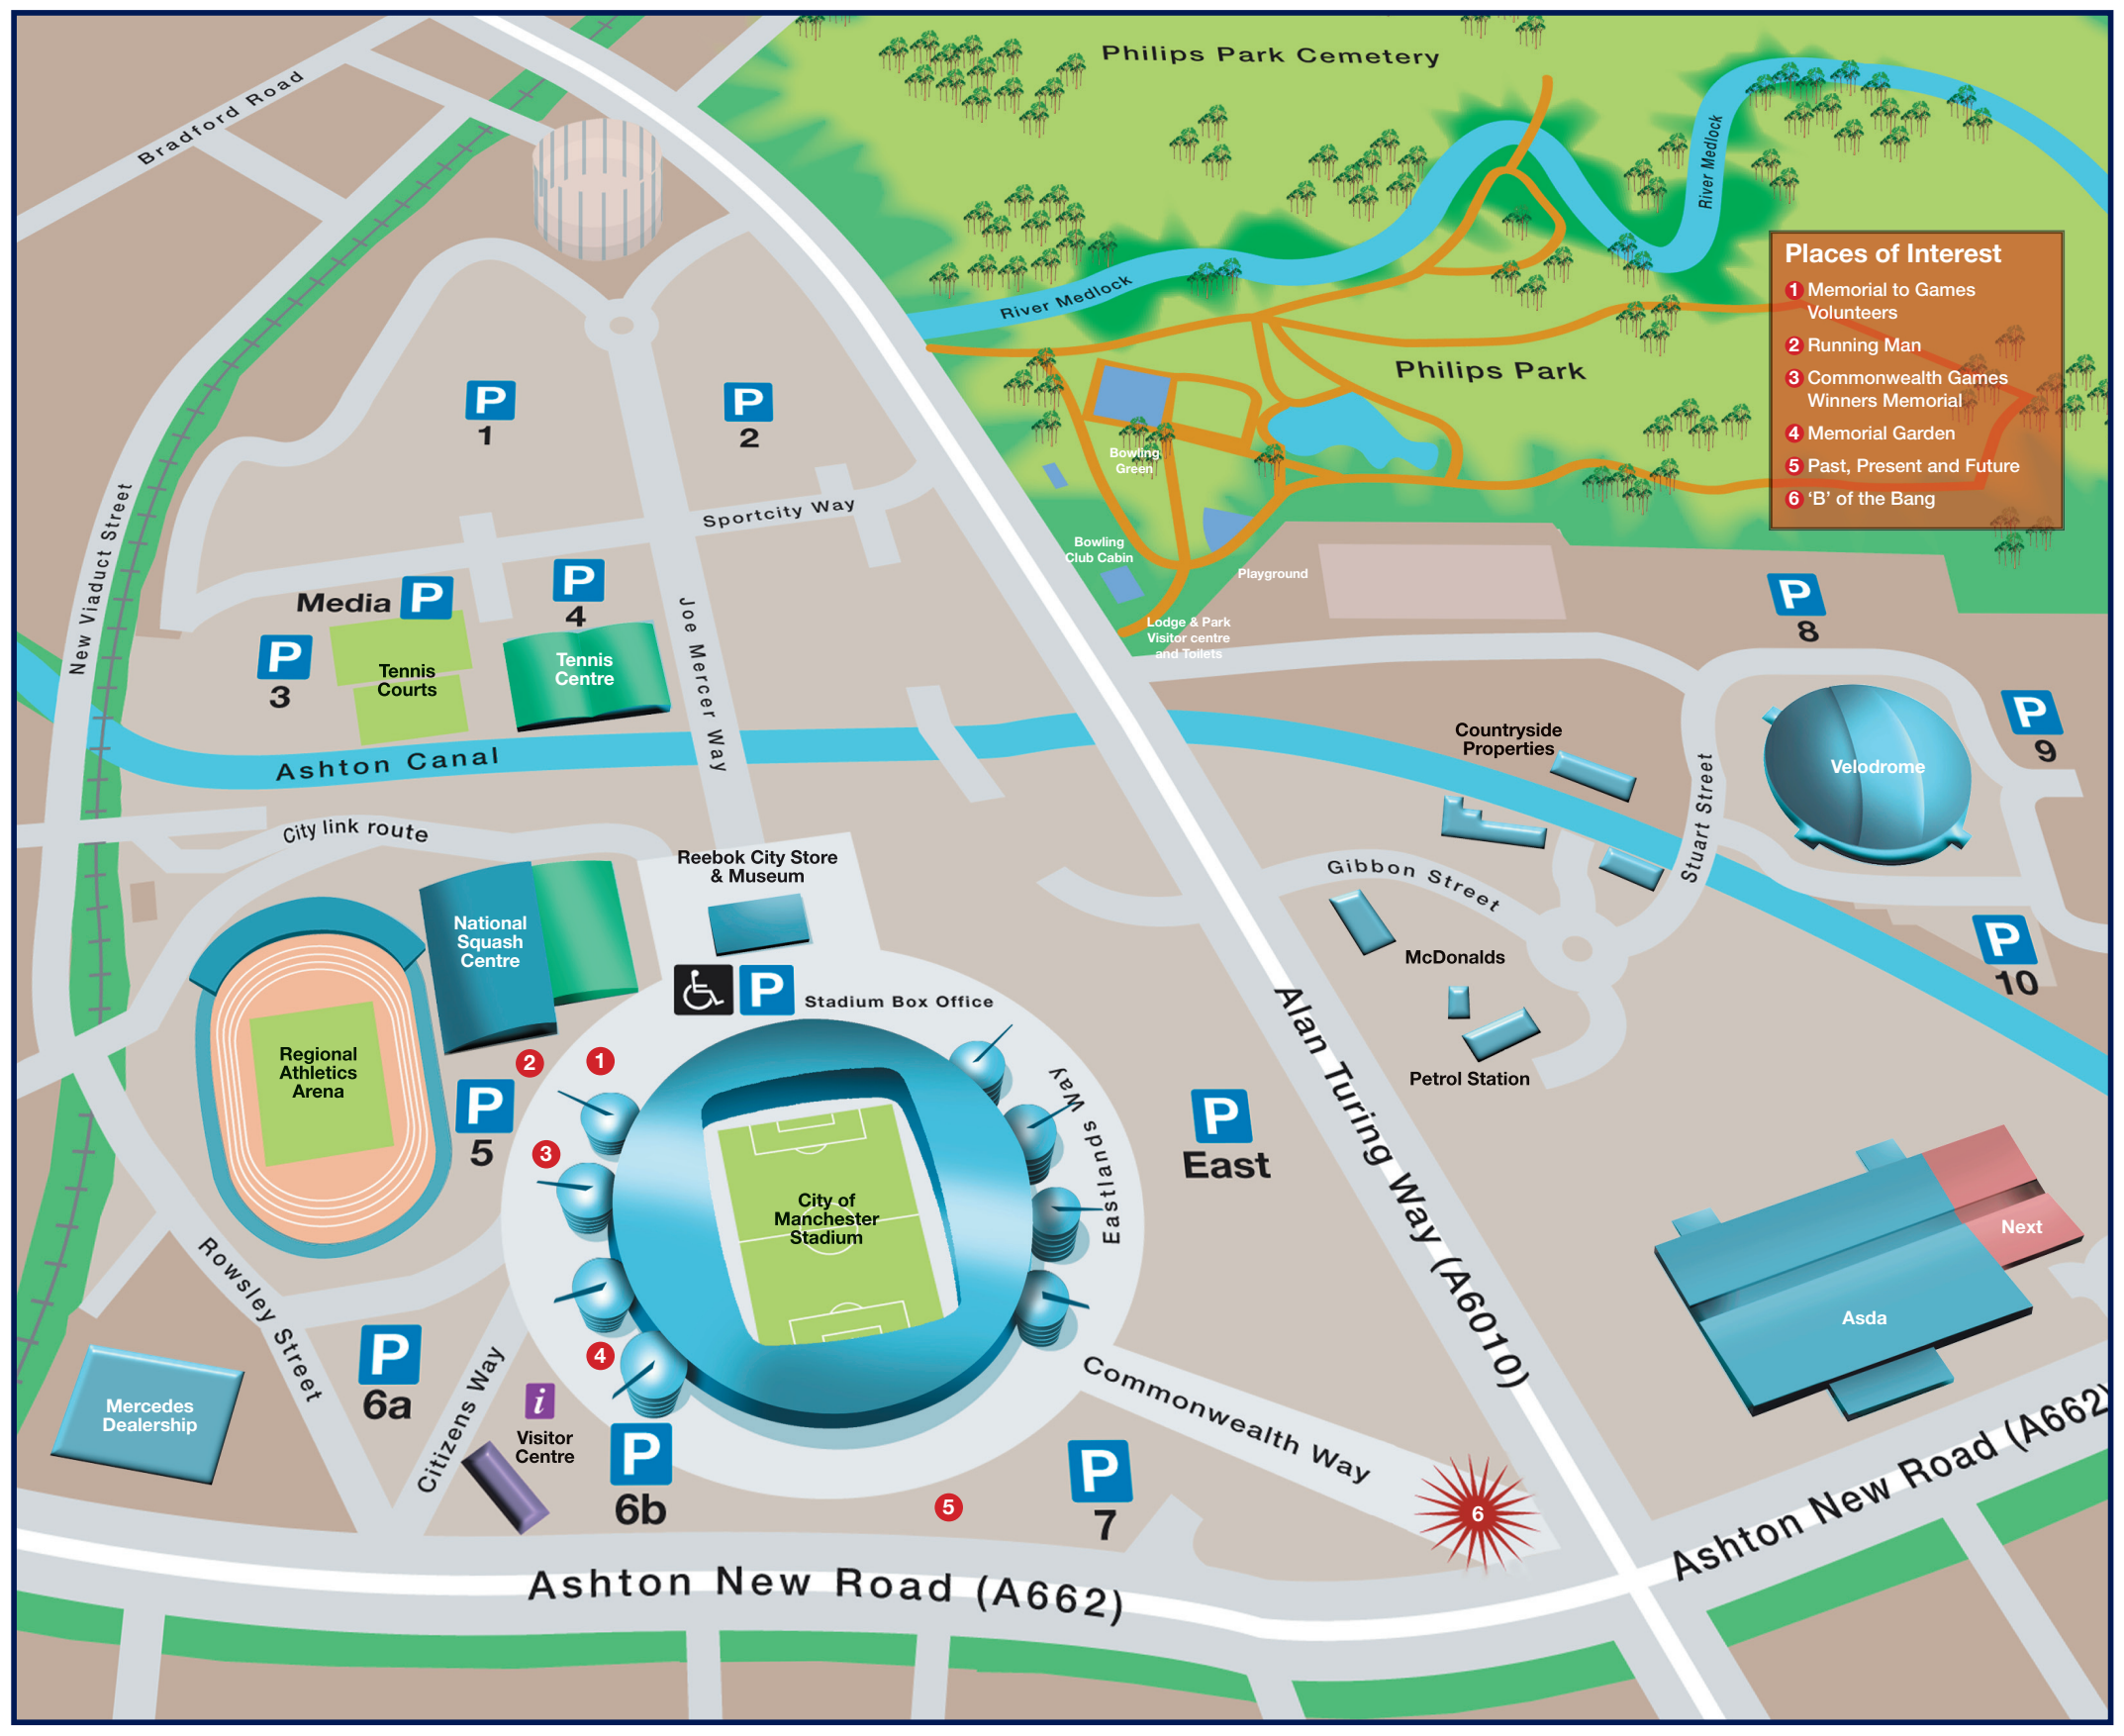 Philips Park Cemetery
Bradford Road
River Medlock
River Medlock
Places of Interest
1 Memorial to Games
Volunteers
2 Running Man
3 Commonwealth Games
Winners Memorial
4 Memorial Garden
5 Past, Present and Future
6 ‘B’ of the Bang
Philips Park
P
1
P
2
Bowling
Green
Sportcity Way
New Viaduct Street
Bowling
Club Cabin
Playground
Media P
P
4
P
8
Lodge & Park
Visitor centre
and Toilets
P
3
Tennis
Courts
Tennis
Centre
Joe Mercer Way
P
9
Countryside
Properties
Velodrome
Ashton Canal
Stuart Street
City link route
Reebok City Store
& Museum
Gibbon Street
National
Squash
Centre
McDonalds
P
10
P
Stadium Box Office
Alan Turing Way (A6010)
Regional
Athletics
Arena
2
1
Petrol Station
P
5
Eastlands Way
P
East
3
City of
Manchester
Stadium
Next
Asda
Rowsley Street
P
6a
4
Citizens Way
i
Visitor
Centre
Mercedes
Dealership
P
6b
Commonwealth Way
P
7
5
6
Ashton New Road (A662)
Ashton New Road (A662)